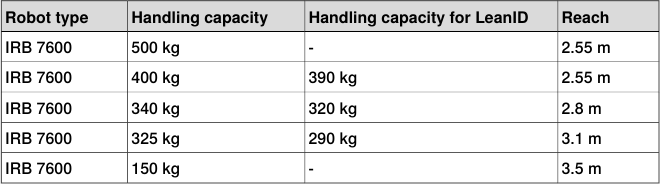 Robot type Handling capacity Handling capacity for LeanID Reach
IRB 7600 500 kg - 2.55 m
IRB 7600 400 kg 390 kg 2.55 m
IRB 7600 340 kg 320 kg 2.8 m
IRB 7600 325 kg 290 kg 3.1 m
IRB 7600 150 kg - 3.5 m